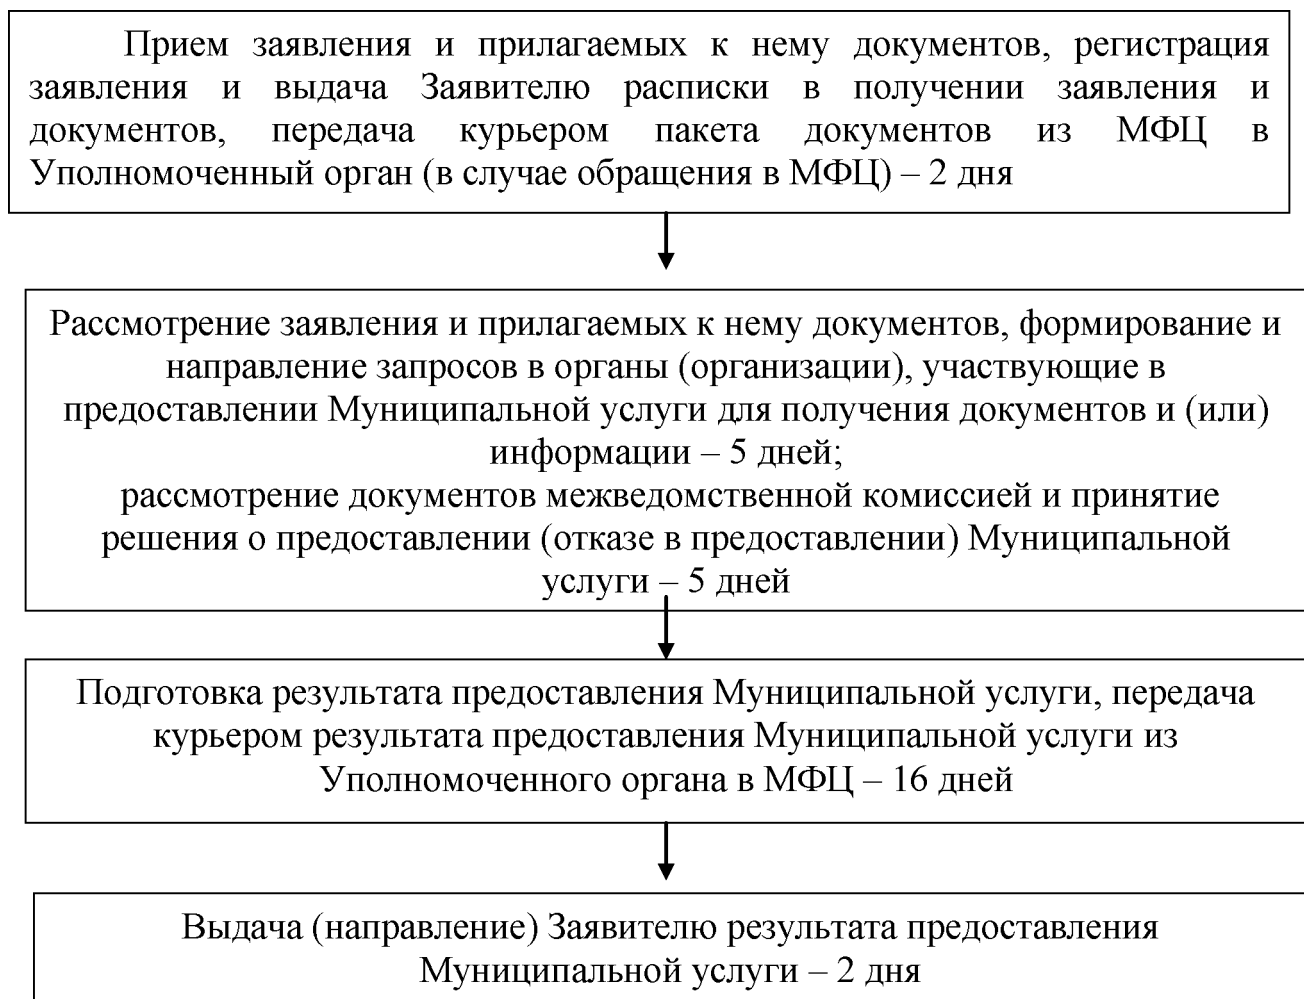 Прием заявления и прилагаемых к нему документов, регистрация
заявления и выдача Заявителю расписки в получении заявления и
документов, передача курьером пакета документов из МФЦ в
Уполномоченный орган (в случае обращения в МФЦ) – 2 дня
Рассмотрение заявления и прилагаемых к нему документов, формирование и
направление запросов в органы (организации), участвующие в
предоставлении Муниципальной услуги для получения документов и (или)
информации – 5 дней;
рассмотрение документов межведомственной комиссией и принятие
решения о предоставлении (отказе в предоставлении) Муниципальной
услуги – 5 дней
Подготовка результата предоставления Муниципальной услуги, передача
курьером результата предоставления Муниципальной услуги из
Уполномоченного органа в МФЦ – 16 дней
Выдача (направление) Заявителю результата предоставления
Муниципальной услуги – 2 дня